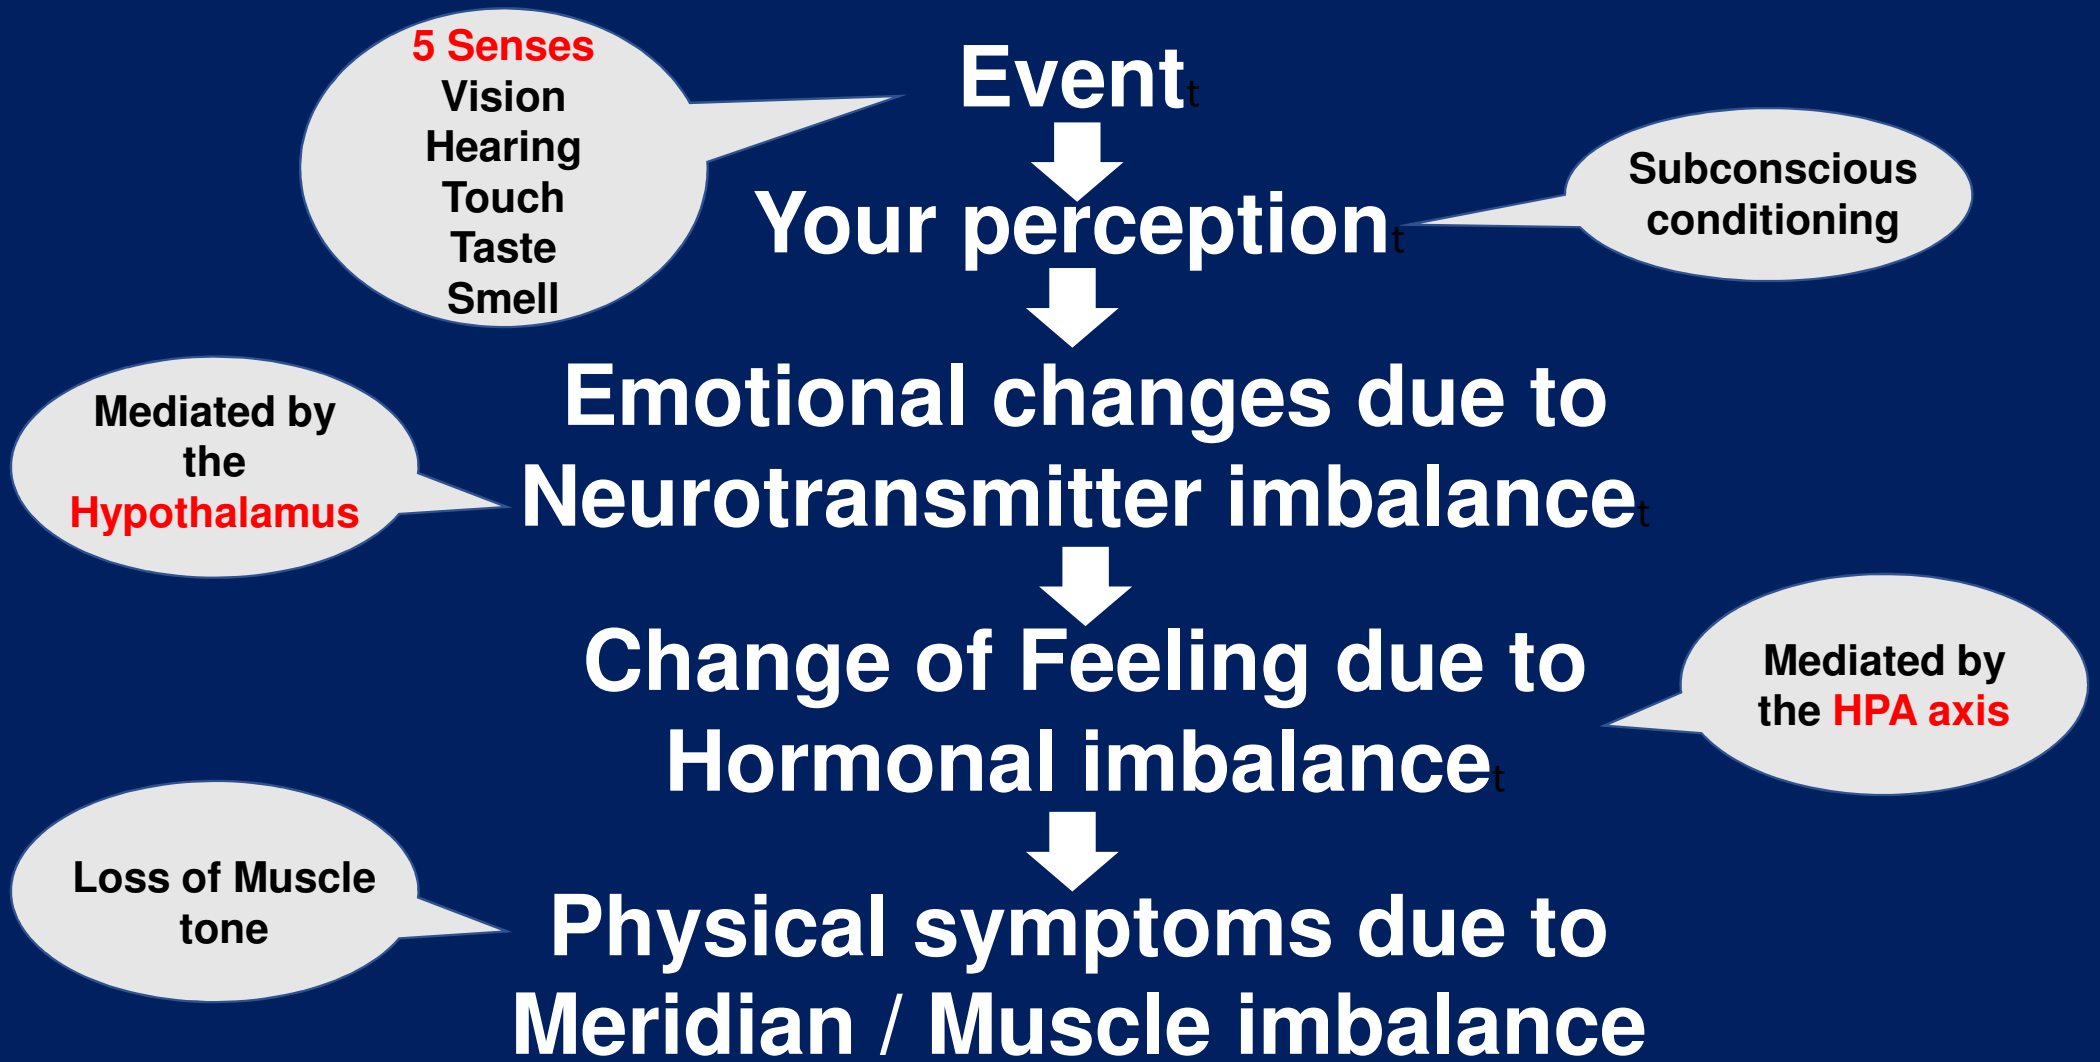 5 Senses
Vision
Hearing
Touch
Taste
Smell
Event t
Your perception t
Subconscious
conditioning
Emotional changes due to
Neurotransmitter imbalance t
Mediated by
the
Hypothalamus
Change of Feeling due to
Hormonal imbalance t
Mediated by
the HPA axis
Loss of Muscle
tone
Physical symptoms due to
Meridian / Muscle imbalance